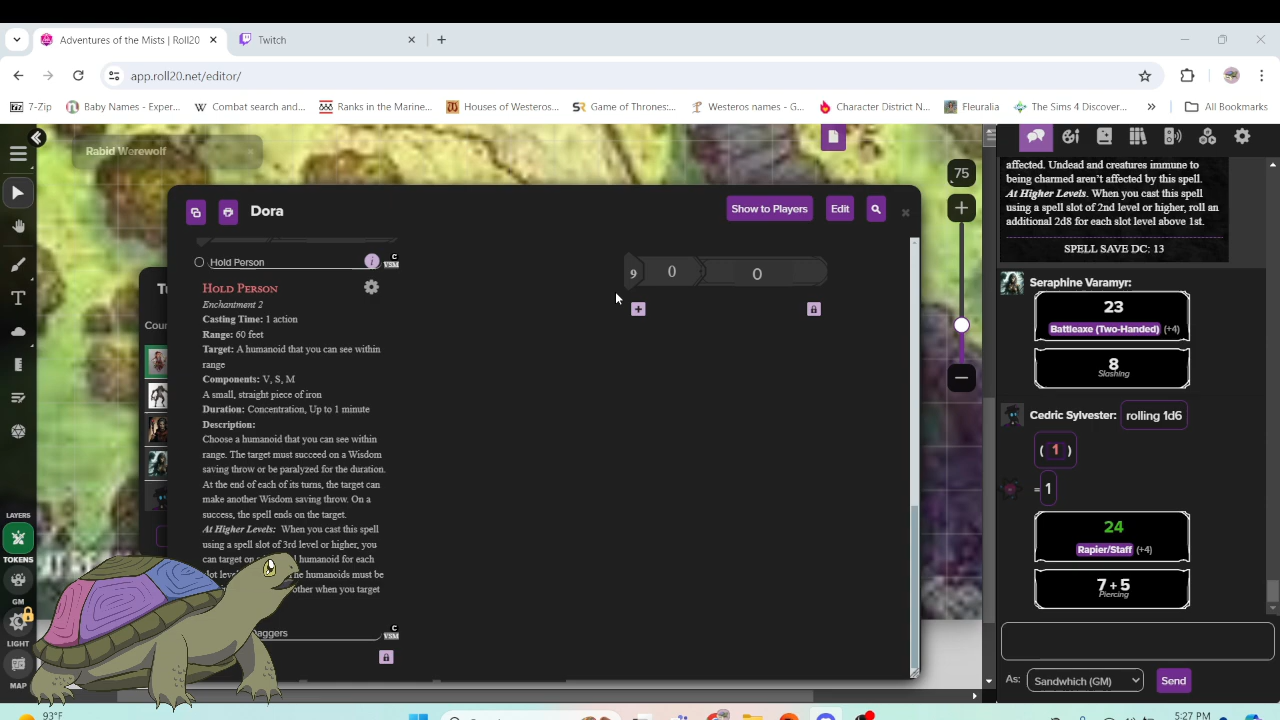 Adventures of the Mists | Roll20
Twitch
app.roll20.net/editor/
7-Zip
Baby Names - Exper...
Combat search and...
Ranks in the Marine...
Houses of Westeros...
Game of Thrones:...
Westeros names - G...
Character District N...
Fleuralia
The Sims 4 Discover...
All Bookmarks
Rabid Werewolf
75
Dora
Show to Players
Edit
Hold Person
C
VSM
HOLD PERSON
Enchantment 2
Casting Time: 1 action
Range: 60 feet
Target: A humanoid that you can see within
range
Components: V, S, M
A small, straight piece of iron
Duration: Concentration, Up to 1 minute
Description:
Choose a humanoid that you can see within
range. The target must succeed on a Wisdom
saving throw or be paralyzed for the duration.
At the end of each of its turns, the target can
make another Wisdom saving throw. On a
success, the spell ends on the target.
At Higher Levels: When you cast this spell
using a spell slot of 3rd level or higher, you
can target on humanoid for each
slot lev he humanoids must be
other when you target
Daggers
C
VSM
9 0 0
LAYERS
TOKENS
GM
LIGHT
MAP
affected. Undead and creatures immune to
being charmed aren't affected by this spell.
At Higher Levels. When you cast this spell
using a spell slot of 2nd level or higher, roll an
additional 2d8 for each slot level above 1st.
SPELL SAVE DC: 13
Seraphine Varamyr:
23
Battleaxe (Two-Handed) (+4)
8
Slashing
Cedric Sylvester: rolling 1d6
( 1 )
= 1
24
Rapier/Staff (+4)
7 + 5
Piercing
As: Sandwhich (GM) Send
93°F
5:27 PM